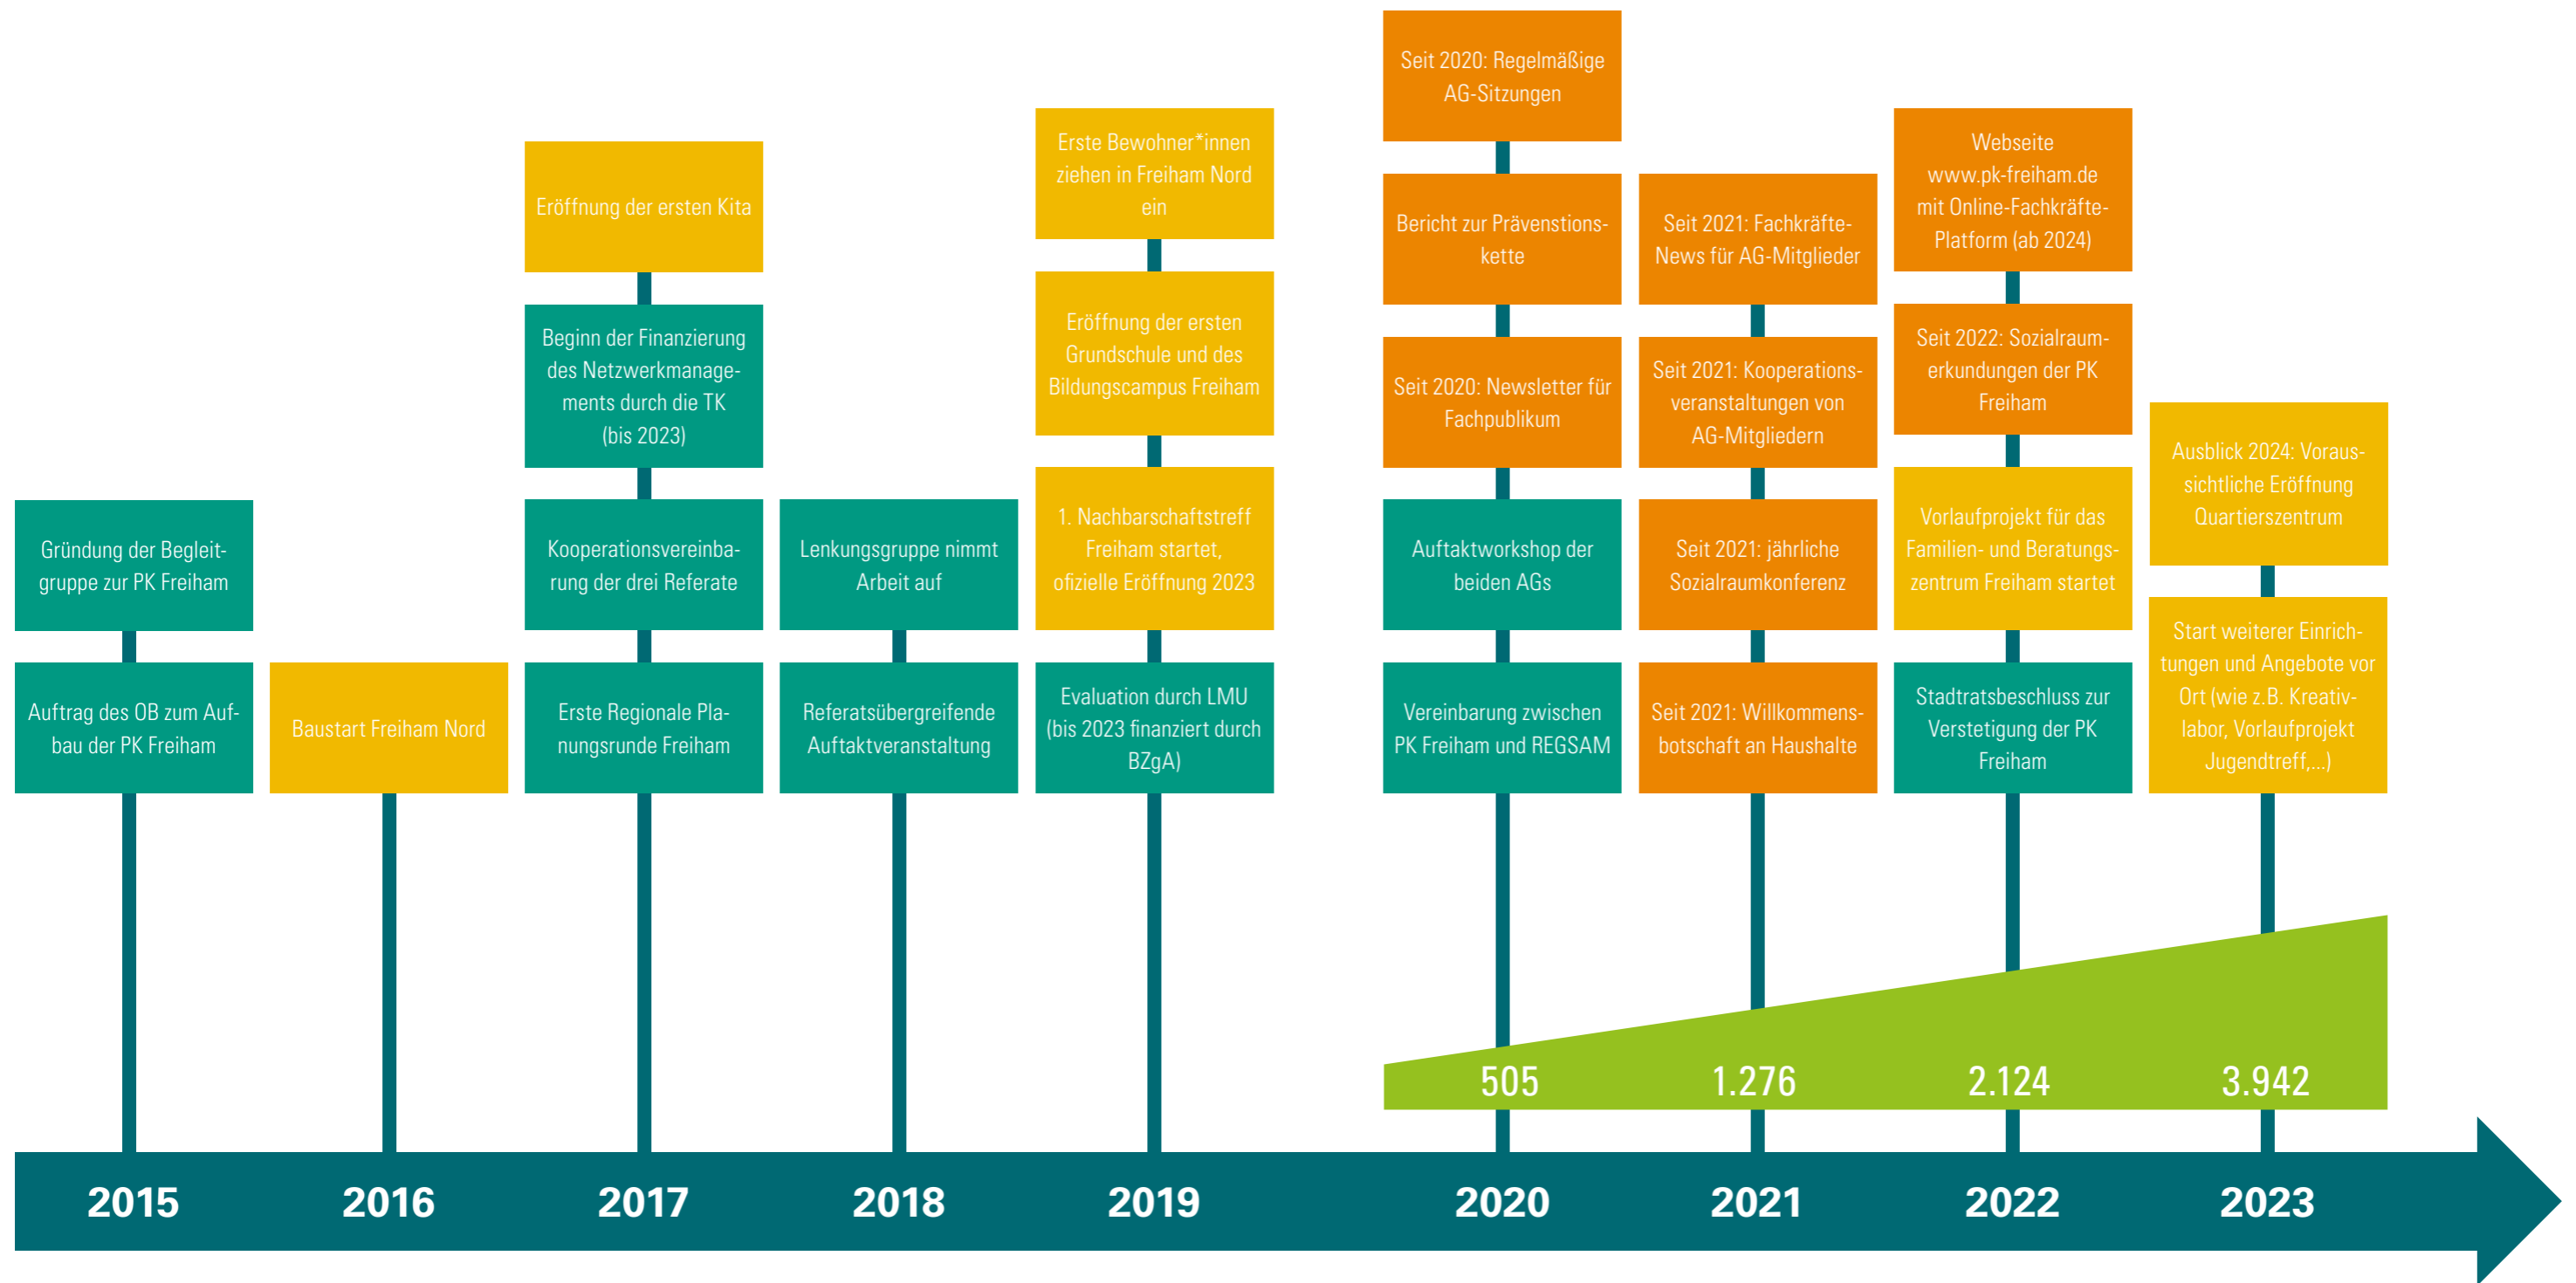 Gründung der Begleit-
gruppe zur PK Freiham
Auftrag des OB zum Auf-
bau der PK Freiham
Baustart Freiham Nord
Eröffnung der ersten Kita
Beginn der Finanzierung
des Netzwerkmanage-
ments durch die TK
(bis 2023)
Kooperationsvereinba-
rung der drei Referate
Erste Regionale Pla-
nungsrunde Freiham
Lenkungsgruppe nimmt
Arbeit auf
Referatsübergreifende
Auftaktveranstaltung
Erste Bewohner*innen
ziehen in Freiham Nord
ein
Eröffnung der ersten
Grundschule und des
Bildungscampus Freiham
1. Nachbarschaftstreff
Freiham startet,
ofizielle Eröffnung 2023
Evaluation durch LMU
(bis 2023 finanziert durch
BZgA)
Seit 2020: Regelmäßige
AG-Sitzungen
Bericht zur Prävenstions-
kette
Seit 2020: Newsletter für
Fachpublikum
Auftaktworkshop der
beiden AGs
Vereinbarung zwischen
PK Freiham und REGSAM
Seit 2021: Fachkräfte-
News für AG-Mitglieder
Seit 2021: Kooperations-
veranstaltungen von
AG-Mitgliedern
Seit 2021: jährliche
Sozialraumkonferenz
Seit 2021: Willkommens-
botschaft an Haushalte
Webseite
www.pk-freiham.de
mit Online-Fachkräfte-
Platform (ab 2024)
Seit 2022: Sozialraum-
erkundungen der PK
Freiham
Vorlaufprojekt für das
Familien- und Beratungs-
zentrum Freiham startet
Stadtratsbeschluss zur
Verstetigung der PK
Freiham
Ausblick 2024: Voraus-
sichtliche Eröffnung
Quartierszentrum
Start weiterer Einrich-
tungen und Angebote vor
Ort (wie z.B. Kreativ-
labor, Vorlaufprojekt
Jugendtreff,...)
505 1.276 2.124 3.942
2015 2016 2017 2018 2019 2020 2021 2022 2023